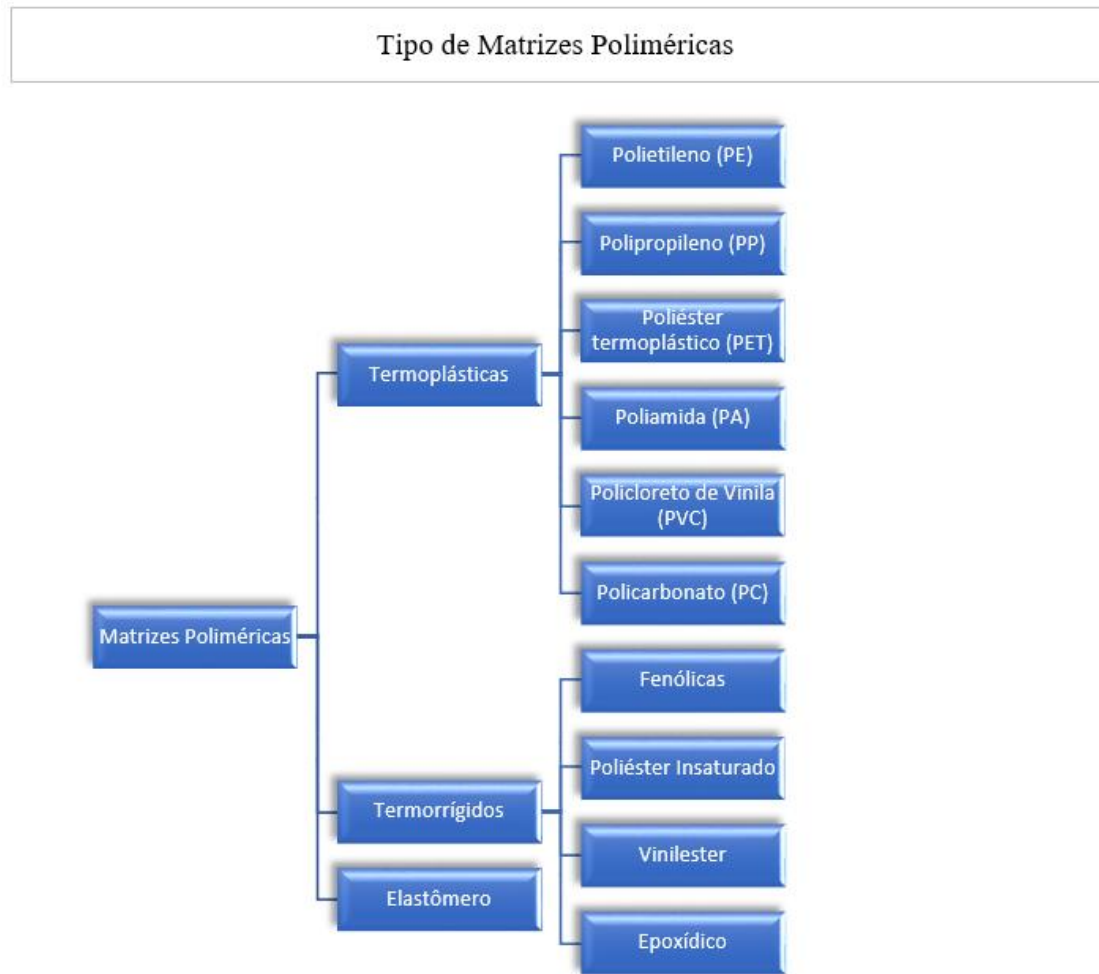 Tipo de Matrizes Poliméricas
Polietileno (PE)
Polipropileno (PP)
Poliéster
termoplástico (PET)
Termoplásticas
Poliamida (PA)
Policloreto de Vinila
(PVC)
Policarbonato (PC)
Matrizes Poliméricas
Fenólicas
Poliéster Insaturado
Termorrígidos
Vinilester
Elastômero
Epoxídico